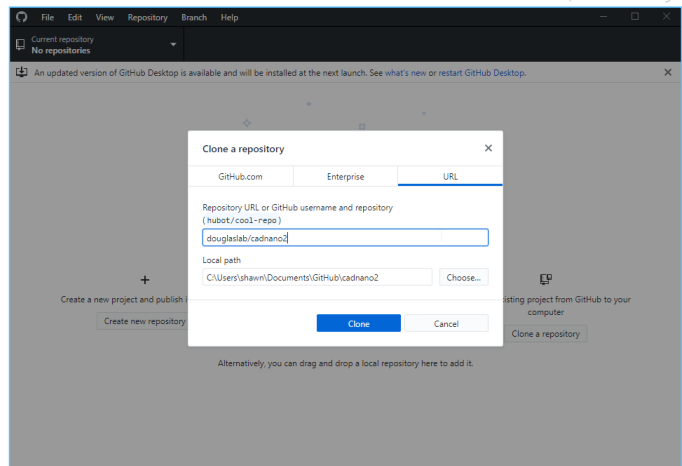 File Edit View Repository Branch Help
Current repository
No repositories
An updated version of GitHub Desktop is available and will be installed at the next launch. See what's new or restart GitHub Desktop.
Clone a repository
GitHub.com Enterprise URL
Repository URL or GitHub username and repository
(hubot/cool-repo)
douglaslab/cadnano2
Local path
C:\Users\shawn\Documents\GitHub\cadnano2 Choose...
Clone Cancel
Create a new project and publish i
Create new repository
isting project from GitHub to your
computer
Clone a repository
Alternatively, you can drag and drop a local repository here to add it.